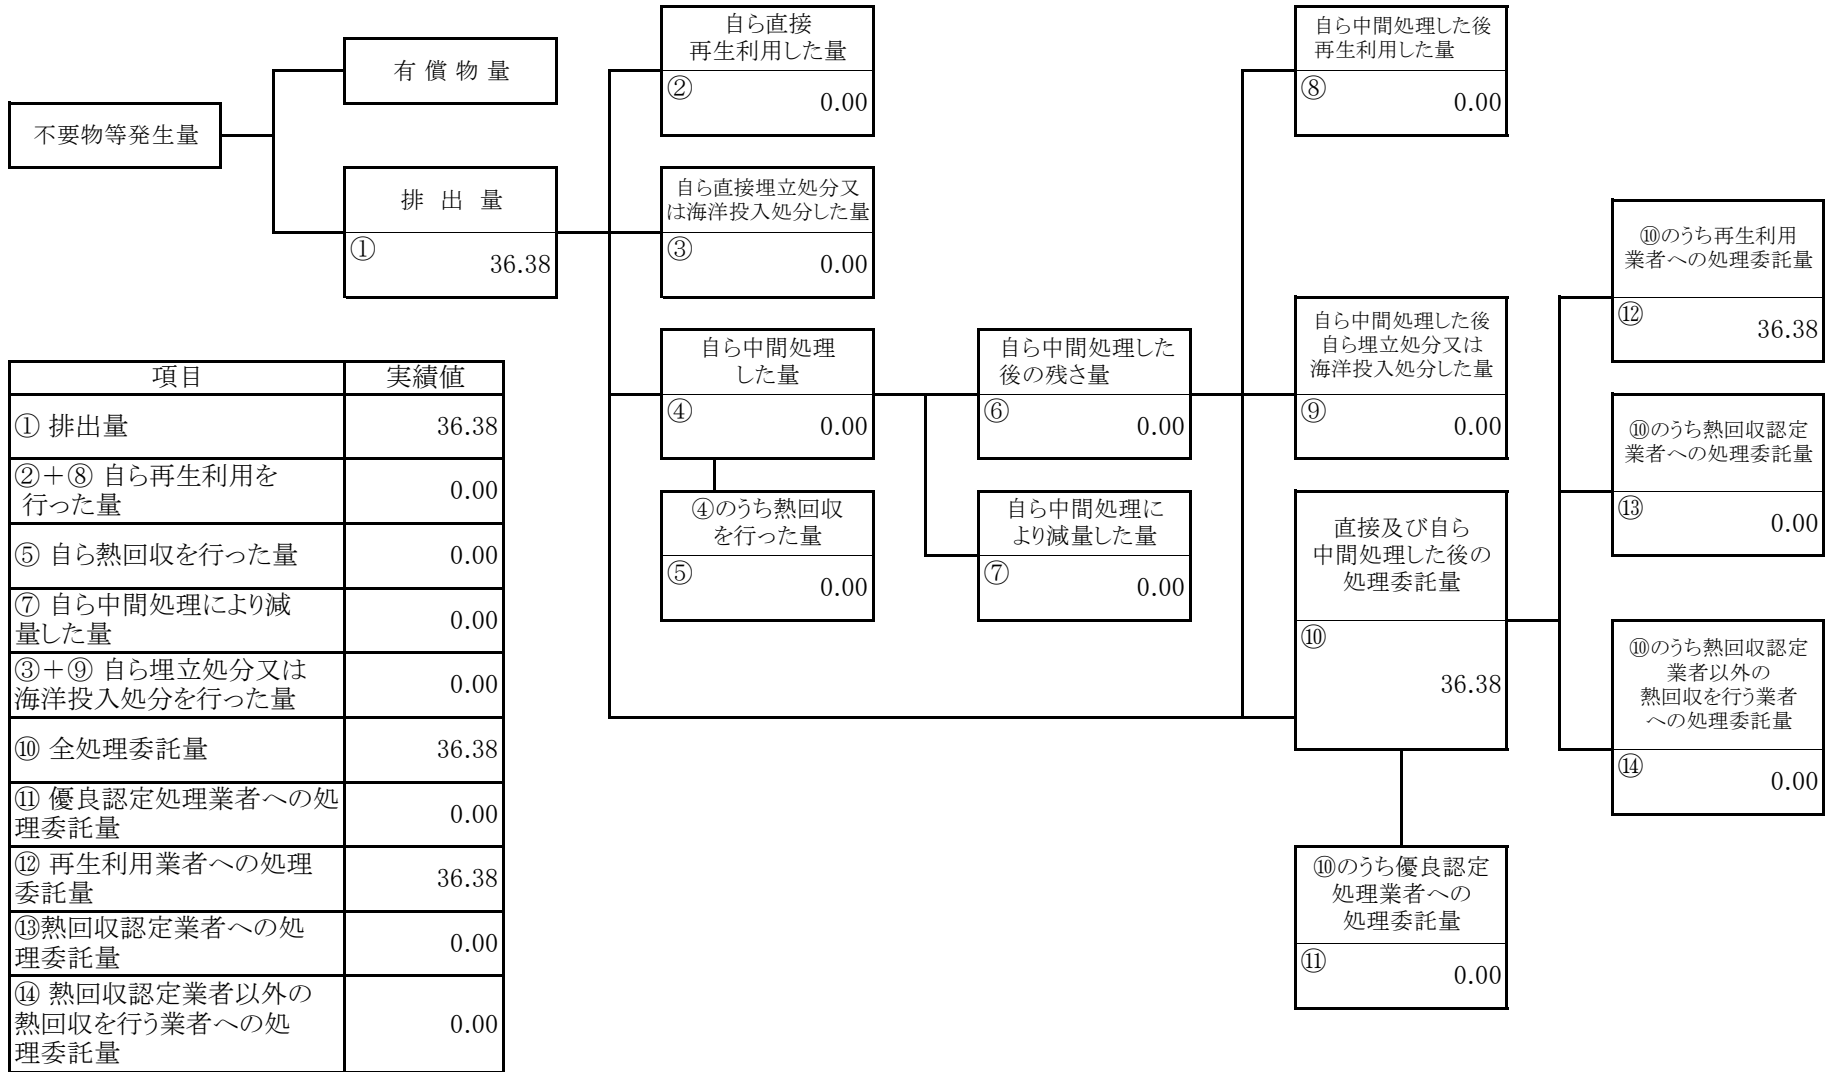 不要物等発生量
有 償 物 量
排 出 量
①
36.38
自ら直接
再生利用した量
②
0.00
自ら直接埋立処分又
は海洋投入処分した量
③
0.00
自ら中間処理
した量
④
0.00
④のうち熱回収
を行った量
⑤
0.00
自ら中間処理した
後の残さ量
⑥
0.00
自ら中間処理に
より減量した量
⑦
0.00
自ら中間処理した後
再生利用した量
⑧
0.00
自ら中間処理した後
自ら埋立処分又は
海洋投入処分した量
⑨
0.00
直接及び自ら
中間処理した後の
処理委託量
⑩
36.38
⑩のうち優良認定
処理業者への
処理委託量
⑪
0.00
⑩のうち再生利用
業者への処理委託量
⑫
36.38
⑩のうち熱回収認定
業者への処理委託量
⑬
0.00
⑩のうち熱回収認定
業者以外の
熱回収を行う業者
への処理委託量
⑭
0.00
項目 実績値
① 排出量 36.38
②＋⑧ 自ら再生利用を
行った量 0.00
⑤ 自ら熱回収を行った量 0.00
⑦ 自ら中間処理により減
量した量 0.00
③＋⑨ 自ら埋立処分又は
海洋投入処分を行った量 0.00
⑩ 全処理委託量 36.38
⑪ 優良認定処理業者への処
理委託量 0.00
⑫ 再生利用業者への処理
委託量 36.38
⑬熱回収認定業者への処
理委託量 0.00
⑭ 熱回収認定業者以外の
熱回収を行う業者への処
理委託量 0.00